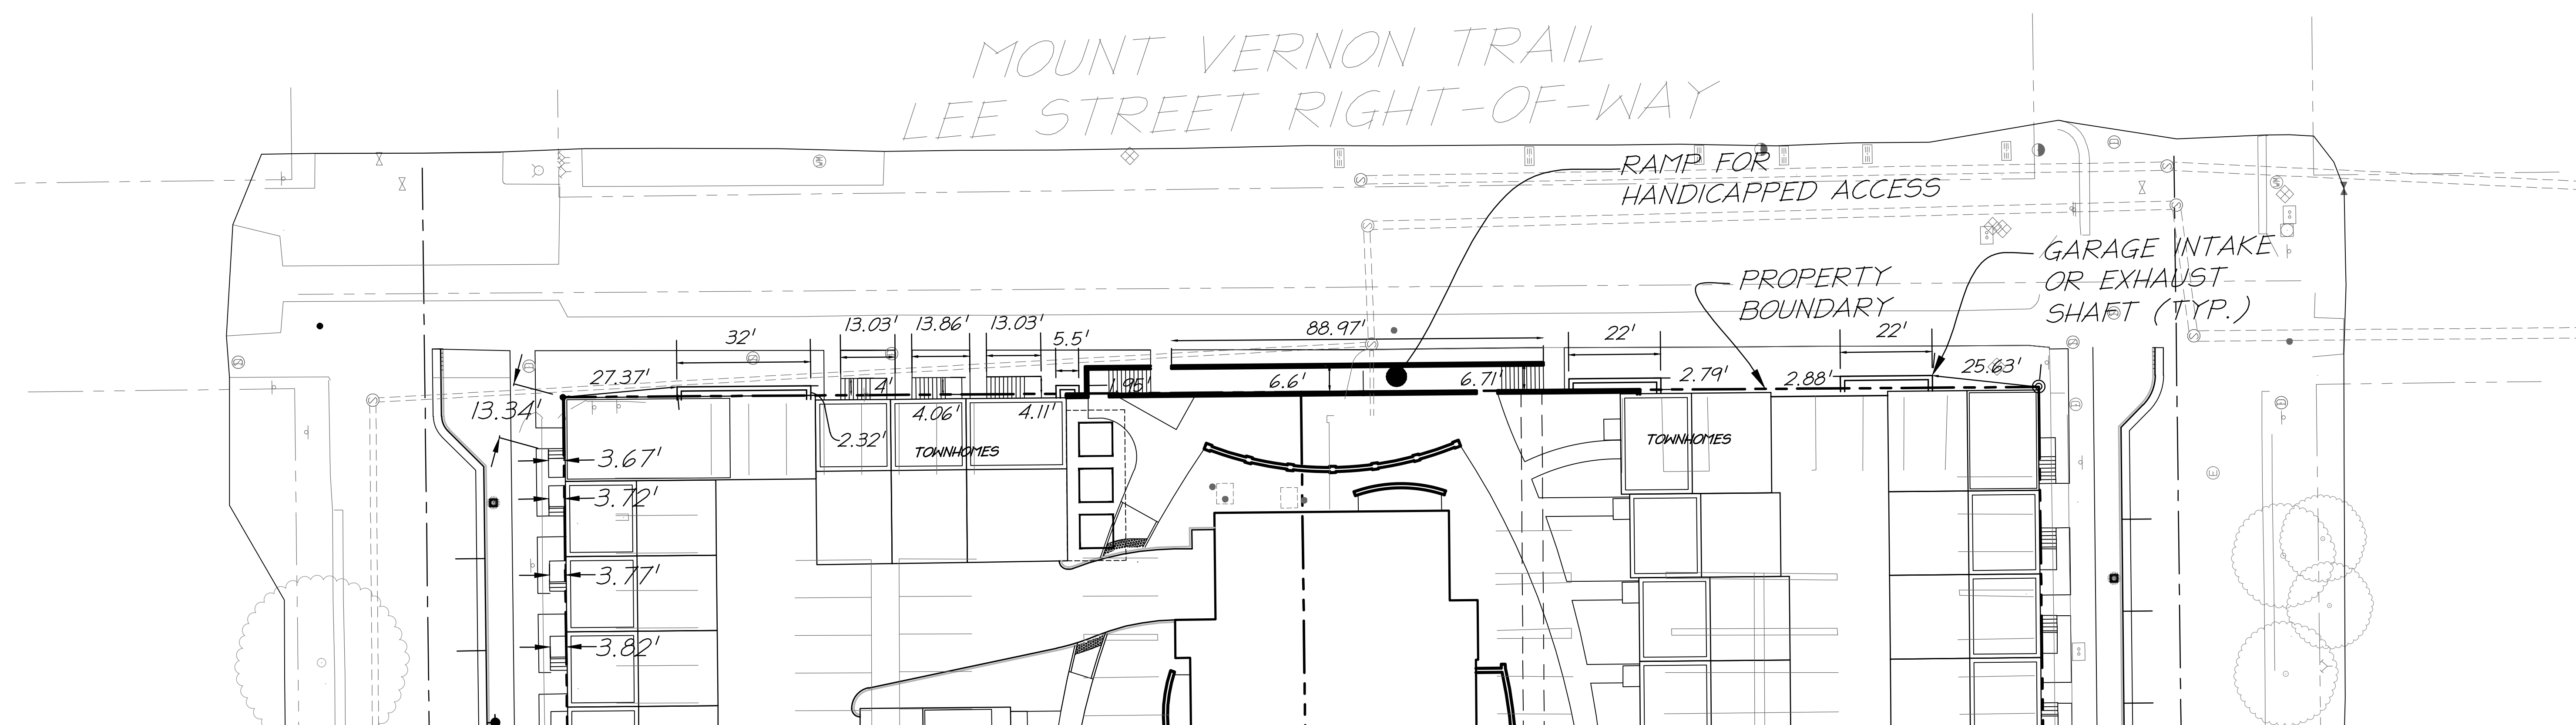 MOUNT VERNON TRAIL
LEE STREET RIGHT-OF-WAY
RAMP FOR
HANDICAPPED ACCESS
GARAGE INTAKE
OR EXHAUST
SHAFT (TYP.)
PROPERTY
BOUNDARY
32'
13.03'
13.86'
13.03'
5.5'
88.97'
22'
22'
27.37'
4'
1.95'
6.6'
6.71'
2.79'
2.88'
25.63'
13.34'
4.06'
4.11'
2.32'
TOWNHOMES
TOWNHOMES
3.67'
3.72'
3.77'
3.82'